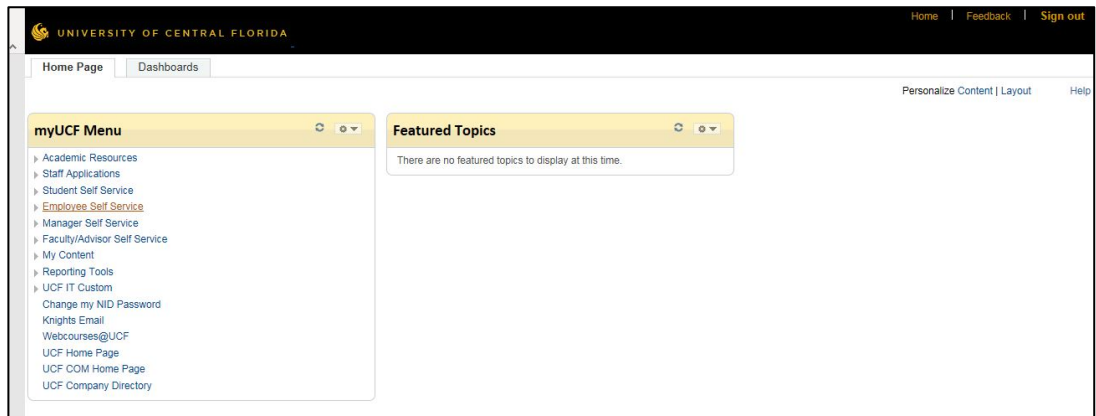 Home | Feedback | Sign out
UNIVERSITY OF CENTRAL FLORIDA
Home Page Dashboards
Personalize Content | Layout Help
myUCF Menu
Academic Resources
Staff Applications
Student Self Service
Employee Self Service
Manager Self Service
Faculty/Advisor Self Service
My Content
Reporting Tools
UCF IT Custom
Change my NID Password
Knights Email
Webcourses@UCF
UCF Home Page
UCF COM Home Page
UCF Company Directory
Featured Topics
There are no featured topics to display at this time.